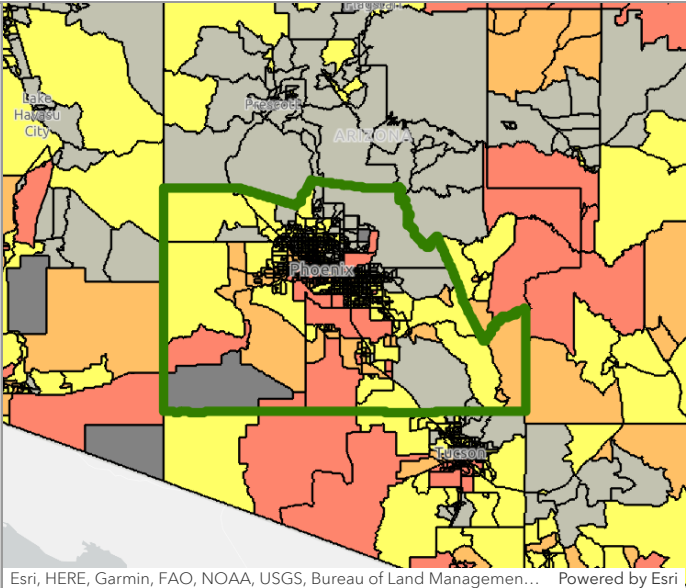 Flagstaff
Lake
Havasu
City
Prescott
ARIZONA
Phoenix
Tucson
Esri, HERE, Garmin, FAO, NOAA, USGS, Bureau of Land Managemen... Powered by Esri